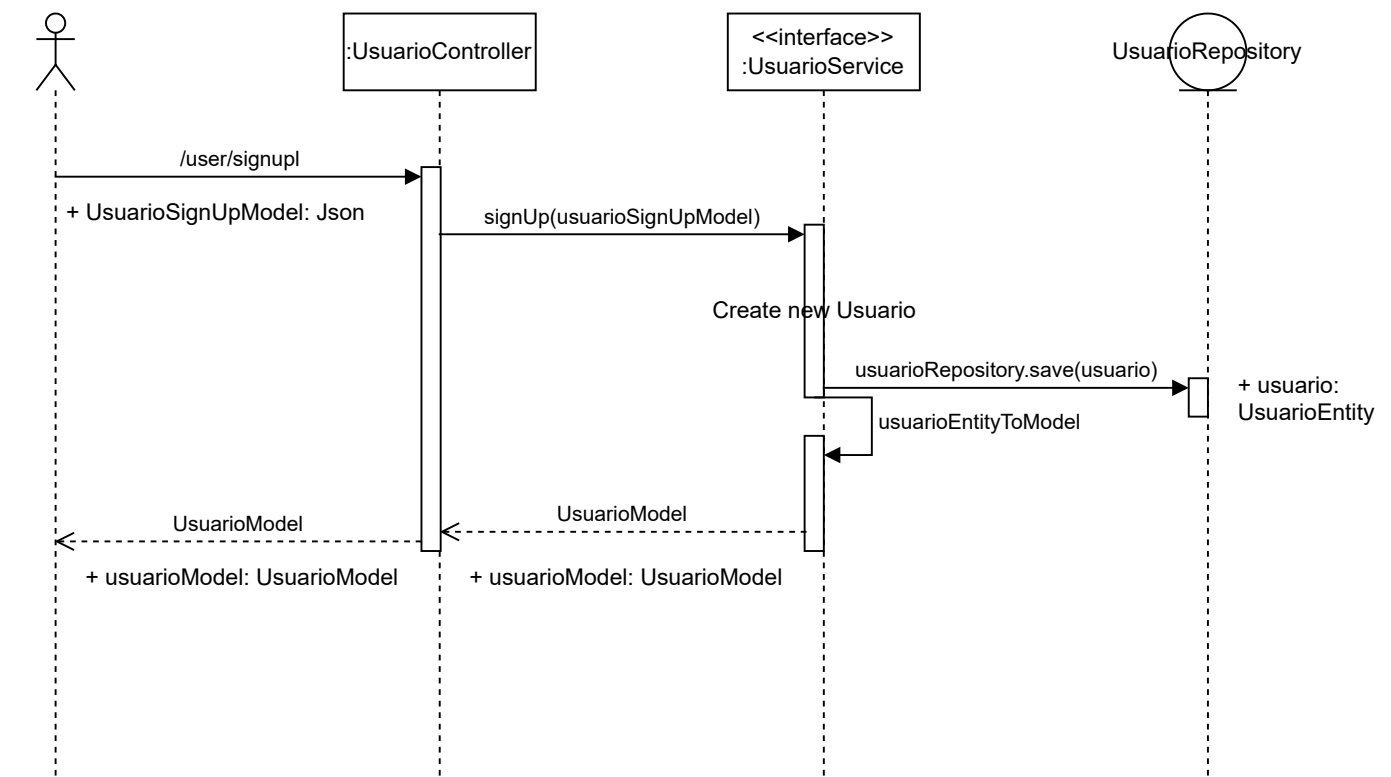 :UsuarioController
<<interface>>
:UsuarioService
UsuarioRepository
/user/signupl
+ UsuarioSignUpModel: Json
signUp(usuarioSignUpModel)
Create new Usuario
usuarioRepository.save(usuario)
+ usuario:
UsuarioEntity
usuarioEntityToModel
UsuarioModel
UsuarioModel
+ usuarioModel: UsuarioModel
+ usuarioModel: UsuarioModel